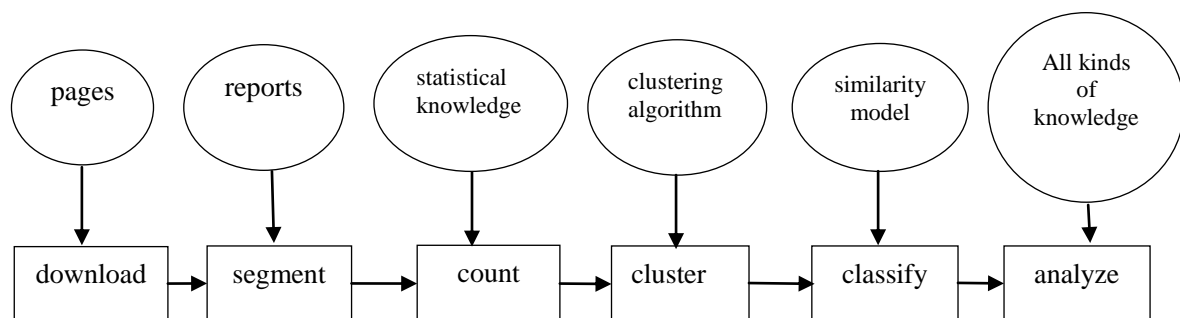 pages
reports
statistical
knowledge
clustering
algorithm
similarity
model
All kinds
of
knowledge
download
segment
count
cluster
classify
analyze